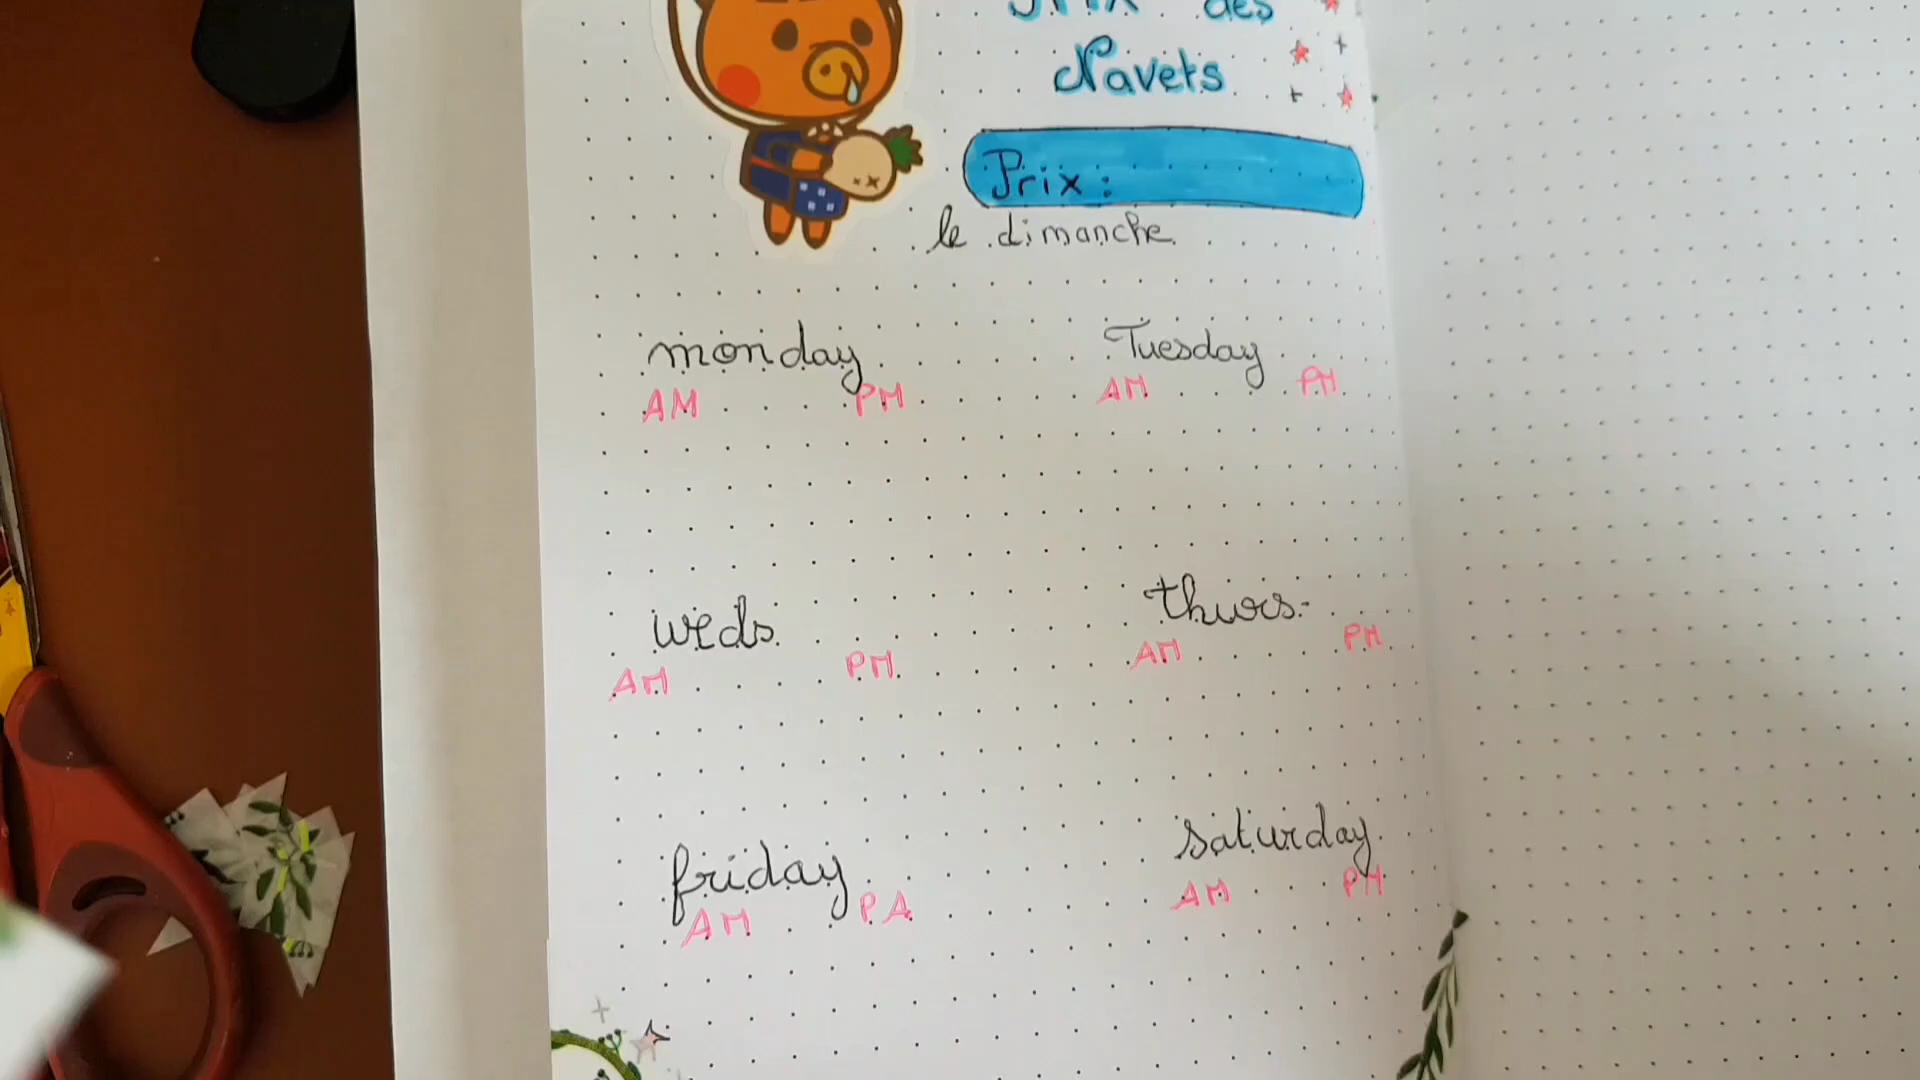 Prix des
Navets
Prix :
le dimanche
monday
AM PM
Tuesday
AM PM
weds
AM PM
thurs.
AM PM
friday
AM PA
saturday
AM PM